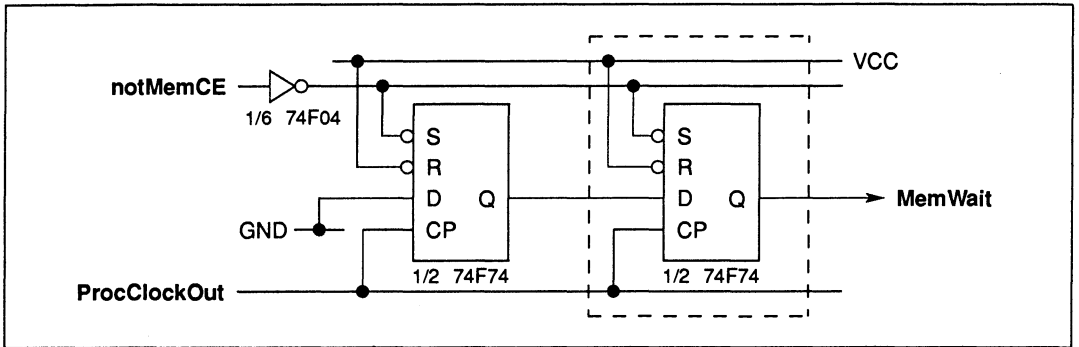 VCC
notMemCE
1/6 74F04
S
S
R
R
D Q
D Q
MemWait
GND
CP
CP
1/2 74F74
1/2 74F74
ProcClockOut